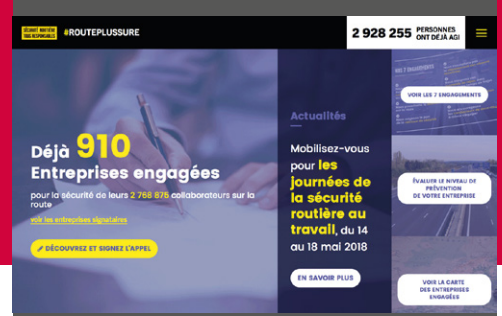 SÉCURITÉ ROUTIÈRE
TOUS RESPONSABLES
#ROUTEPLUSSURE
2 928 255 PERSONNES
ONT DÉJÀ AGI
Déjà 910
Entreprises engagées
pour la sécurité de leurs 2 768 876 collaborateurs sur la
route
voir les entreprises signataires
DÉCOUVREZ ET SIGNEZ L'APPEL
Actualités
Mobilisez-vous
pour les
journées de
la sécurité
routière au
travail, du 14
au 18 mai 2018
EN SAVOIR PLUS
VOIR LES 7 ENGAGEMENTS
ÉVALUER LE NIVEAU DE
PRÉVENTION
DE VOTRE ENTREPRISE
VOIR LA CARTE
DES ENTREPRISES
ENGAGÉES